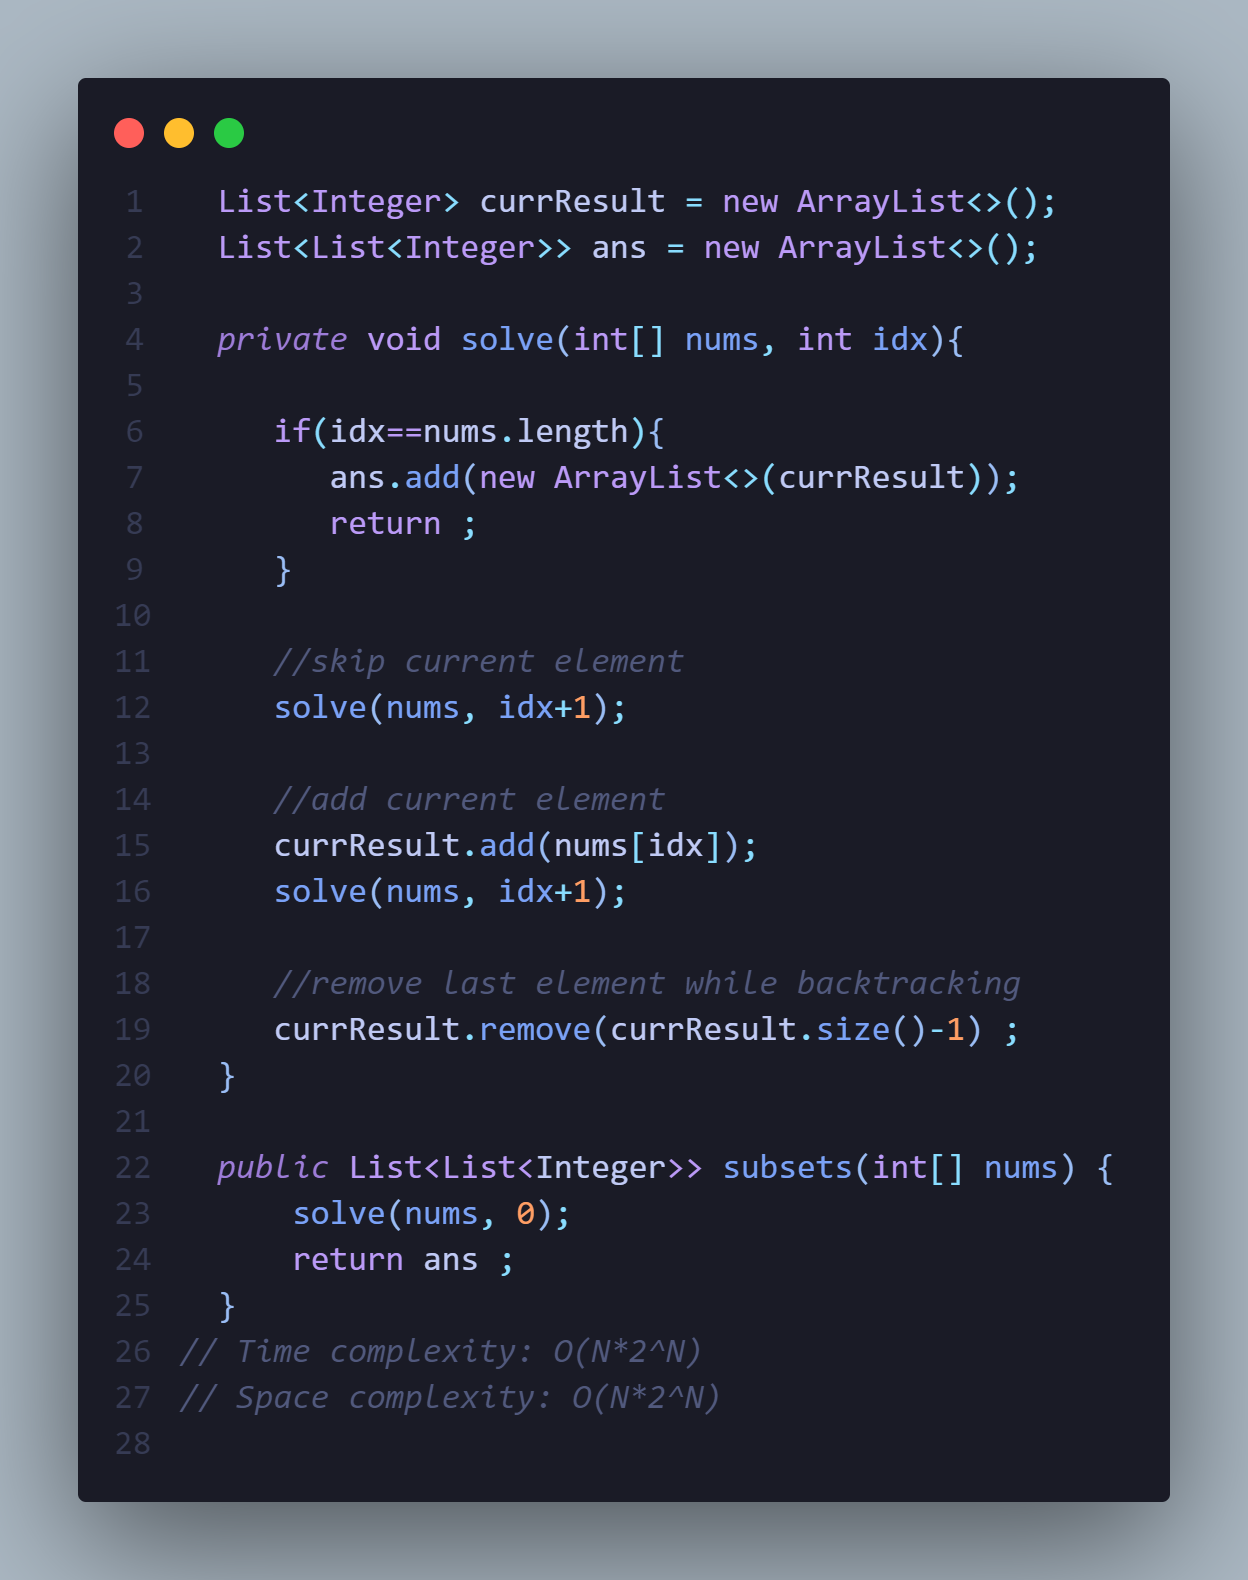 1 List<Integer> currResult = new ArrayList<>();
2 List<List<Integer>> ans = new ArrayList<>();
3
4 private void solve(int[] nums, int idx){
5
6 if(idx==nums.length){
7 ans.add(new ArrayList<>(currResult));
8 return ;
9 }
10
11 //skip current element
12 solve(nums, idx+1);
13
14 //add current element
15 currResult.add(nums[idx]);
16 solve(nums, idx+1);
17
18 //remove last element while backtracking
19 currResult.remove(currResult.size()-1) ;
20 }
21
22 public List<List<Integer>> subsets(int[] nums) {
23 solve(nums, 0);
24 return ans ;
25 }
26 // Time complexity: O(N*2^N)
27 // Space complexity: O(N*2^N)
28